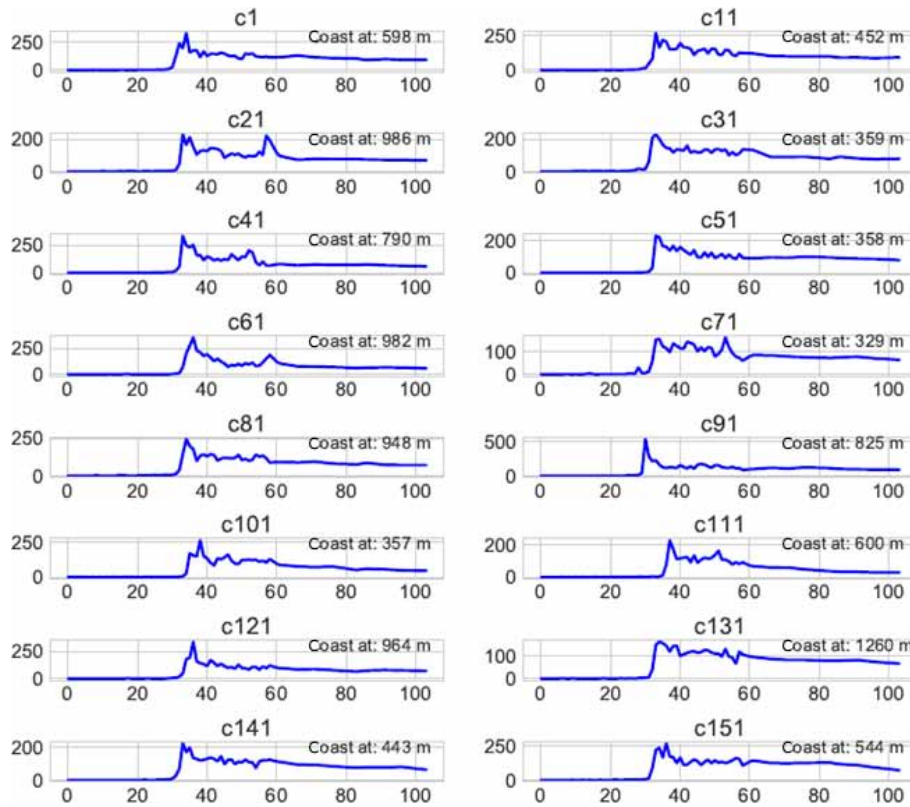 c1
Coast at: 598 m
250
0
0 20 40 60 80 100
c11
Coast at: 452 m
250
0
0 20 40 60 80 100
c21
Coast at: 986 m
200
0
0 20 40 60 80 100
c31
Coast at: 359 m
200
0
0 20 40 60 80 100
c41
Coast at: 790 m
250
0
0 20 40 60 80 100
c51
Coast at: 358 m
200
0
0 20 40 60 80 100
c61
Coast at: 982 m
250
0
0 20 40 60 80 100
c71
Coast at: 329 m
100
0
0 20 40 60 80 100
c81
Coast at: 948 m
250
0
0 20 40 60 80 100
c91
Coast at: 825 m
500
0
0 20 40 60 80 100
c101
Coast at: 357 m
250
0
0 20 40 60 80 100
c111
Coast at: 600 m
200
0
0 20 40 60 80 100
c121
Coast at: 964 m
250
0
0 20 40 60 80 100
c131
Coast at: 1260 m
100
0
0 20 40 60 80 100
c141
Coast at: 443 m
200
0
0 20 40 60 80 100
c151
Coast at: 544 m
250
0
0 20 40 60 80 100